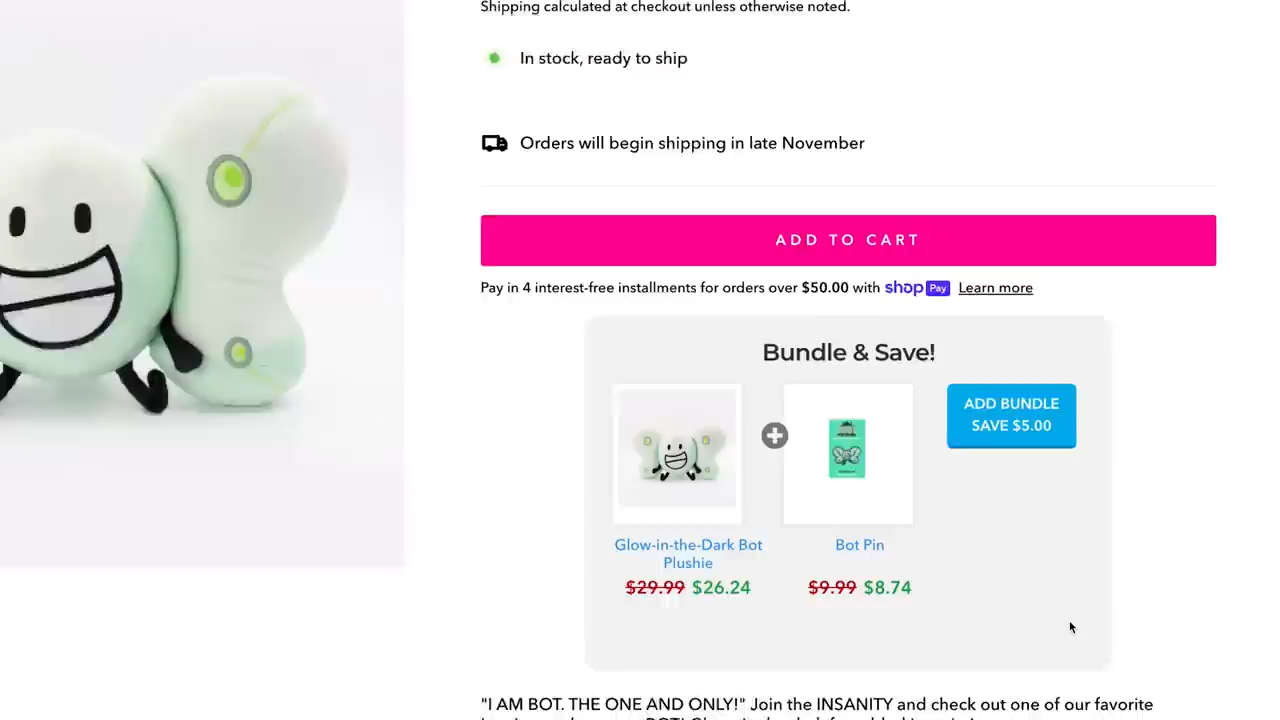 Shipping calculated at checkout unless otherwise noted.
In stock, ready to ship
Orders will begin shipping in late November
ADD TO CART
Pay in 4 interest-free installments for orders over $50.00 with shop Pay Learn more
Bundle & Save!
ADD BUNDLE
SAVE $5.00
Glow-in-the-Dark Bot
Plushie
$29.99 $26.24
Bot Pin
$9.99 $8.74
"I AM BOT. THE ONE AND ONLY!" Join the INSANITY and check out one of our favorite